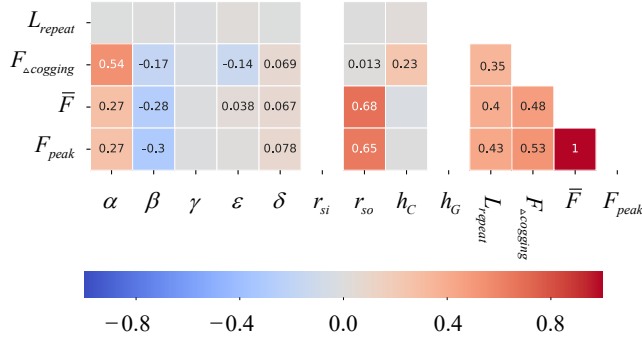 L_repeat
F_▵cogging 0.54 -0.17 -0.14 0.069 0.013 0.23 0.35
F̅ 0.27 -0.28 0.038 0.067 0.68 0.4 0.48
F_peak 0.27 -0.3 0.078 0.65 0.43 0.53 1
α β γ ε δ r_si r_so h_C h_G L_repeat F_▵cogging F̅ F_peak
−0.8 −0.4 0.0 0.4 0.8